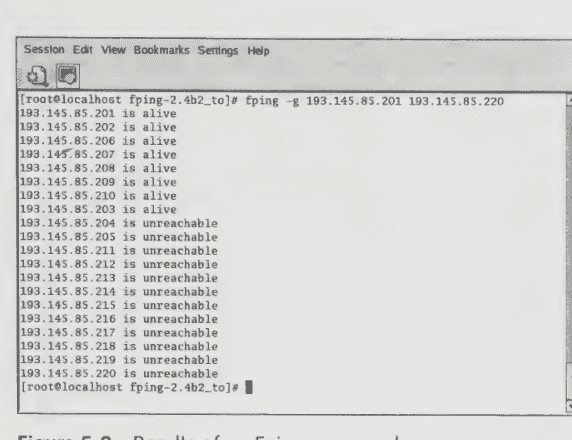 Session Edit View Bookmarks Settings Help
[root@localhost fping-2.4b2_to]# fping -g 193.145.85.201 193.145.85.220
193.145.85.201 is alive
193.145.85.202 is alive
193.145.85.206 is alive
193.145.85.207 is alive
193.145.85.208 is alive
193.145.85.209 is alive
193.145.85.210 is alive
193.145.85.203 is alive
193.145.85.204 is unreachable
193.145.85.205 is unreachable
193.145.85.211 is unreachable
193.145.85.212 is unreachable
193.145.85.213 is unreachable
193.145.85.214 is unreachable
193.145.85.215 is unreachable
193.145.85.216 is unreachable
193.145.85.217 is unreachable
193.145.85.218 is unreachable
193.145.85.219 is unreachable
193.145.85.220 is unreachable
[root@localhost fping-2.4b2_to]#
Results of an Fping